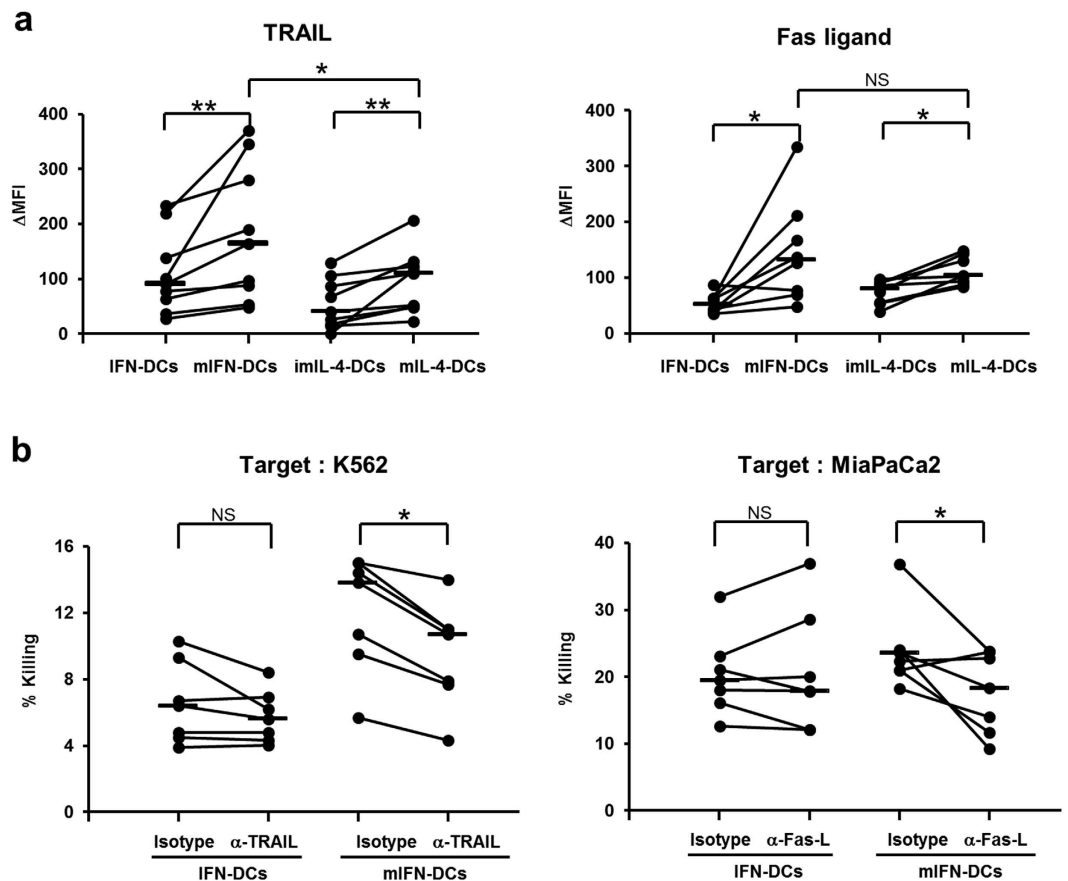 a
TRAIL
Fas ligand
*
NS
**
**
*
*
400
300
200
100
0
ΔMFI
IFN-DCs mIFN-DCs imIL-4-DCs mIL-4-DCs
400
300
200
100
0
ΔMFI
IFN-DCs mIFN-DCs imIL-4-DCs mIL-4-DCs
b
Target : K562
Target : MiaPaCa2
NS
*
NS
*
16
12
8
4
0
% Killing
Isotype α-TRAIL Isotype α-TRAIL
IFN-DCs mIFN-DCs
40
30
20
10
0
% Killing
Isotype α-Fas-L Isotype α-Fas-L
IFN-DCs mIFN-DCs